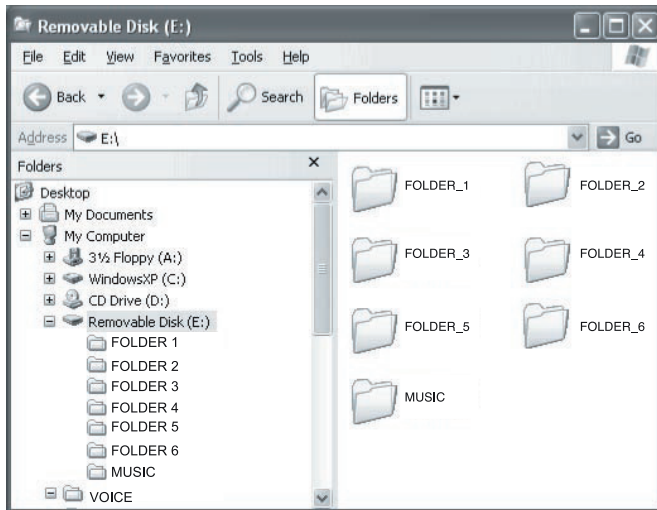 Removable Disk (E:)
File Edit View Favorites Tools Help
Back Search Folders
Address E:\ Go
Folders x
Desktop
My Documents
My Computer
3½ Floppy (A:)
WindowsXP (C:)
CD Drive (D:)
Removable Disk (E:)
FOLDER 1
FOLDER 2
FOLDER 3
FOLDER 4
FOLDER 5
FOLDER 6
MUSIC
VOICE
FOLDER_1 FOLDER_2
FOLDER_3 FOLDER_4
FOLDER_5 FOLDER_6
MUSIC